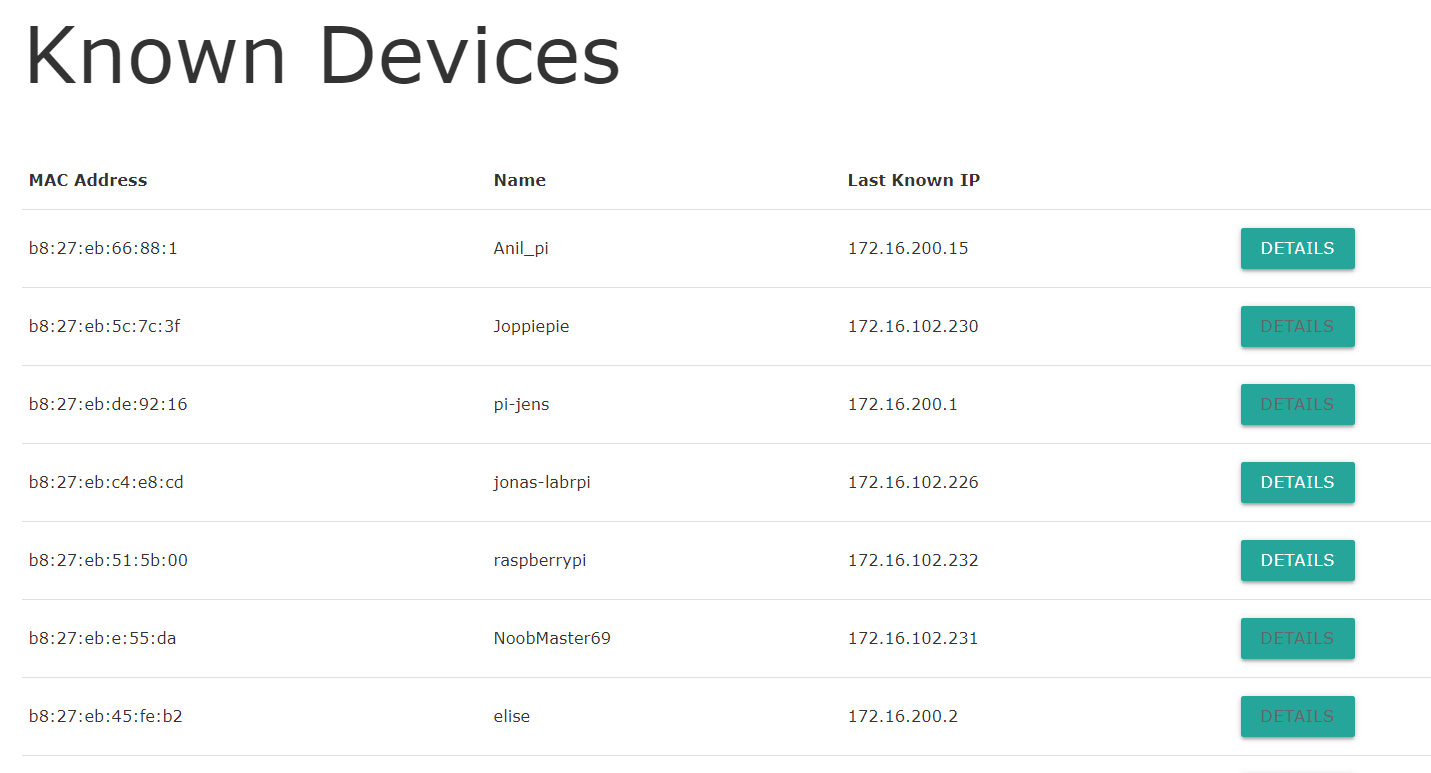 Known Devices
MAC Address Name Last Known IP
b8:27:eb:66:88:1 Anil_pi 172.16.200.15 DETAILS
b8:27:eb:5c:7c:3f Joppiepie 172.16.102.230 DETAILS
b8:27:eb:de:92:16 pi-jens 172.16.200.1 DETAILS
b8:27:eb:c4:e8:cd jonas-labrpi 172.16.102.226 DETAILS
b8:27:eb:51:5b:00 raspberrypi 172.16.102.232 DETAILS
b8:27:eb:e:55:da NoobMaster69 172.16.102.231 DETAILS
b8:27:eb:45:fe:b2 elise 172.16.200.2 DETAILS